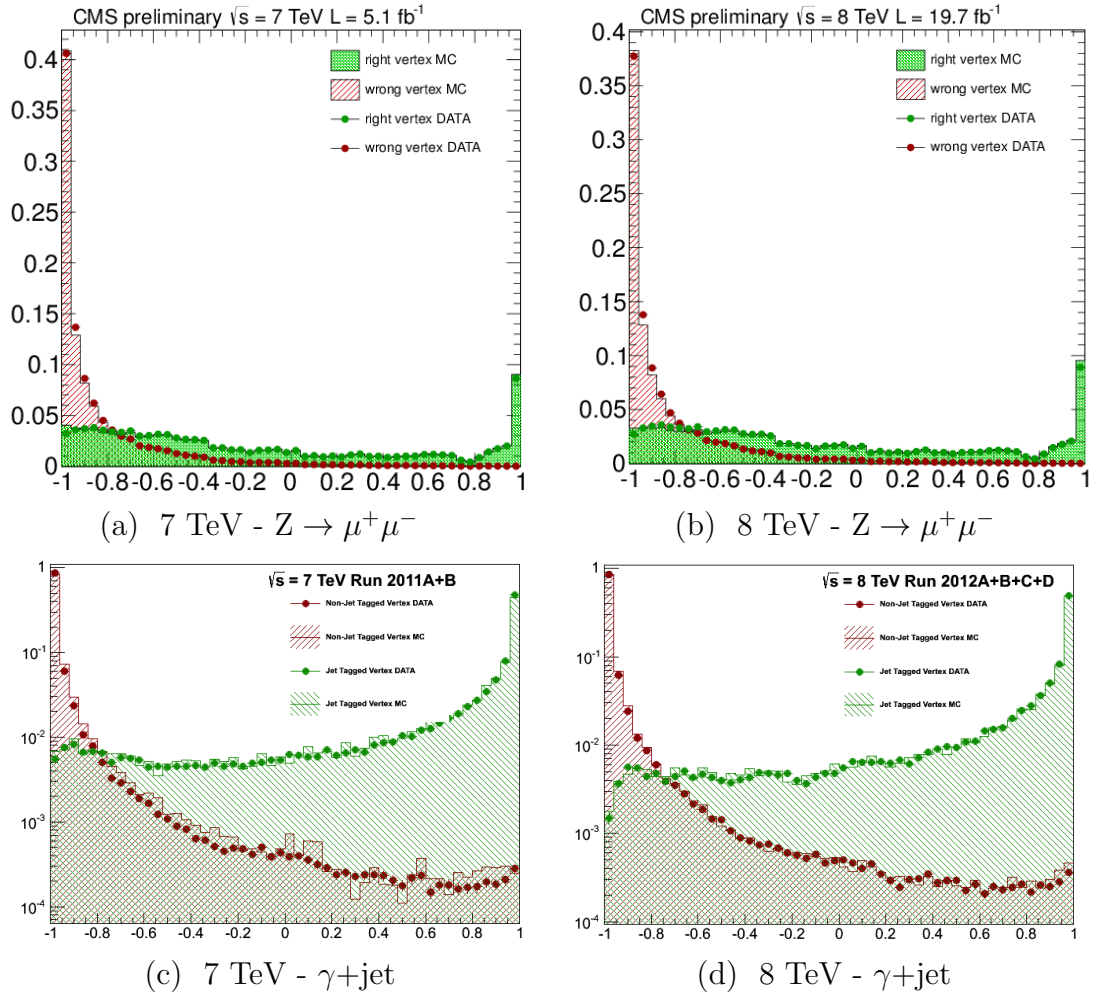 CMS preliminary √s = 7 TeV L = 5.1 fb⁻¹
right vertex MC
wrong vertex MC
right vertex DATA
wrong vertex DATA
0.4
0.35
0.3
0.25
0.2
0.15
0.1
0.05
0
-1 -0.8 -0.6 -0.4 -0.2 0 0.2 0.4 0.6 0.8 1
(a) 7 TeV - Z → μ⁺μ⁻
CMS preliminary √s = 8 TeV L = 19.7 fb⁻¹
right vertex MC
wrong vertex MC
right vertex DATA
wrong vertex DATA
0.4
0.35
0.3
0.25
0.2
0.15
0.1
0.05
0
-1 -0.8 -0.6 -0.4 -0.2 0 0.2 0.4 0.6 0.8 1
(b) 8 TeV - Z → μ⁺μ⁻
√s = 7 TeV Run 2011A+B
Non-Jet Tagged Vertex DATA
Non-Jet Tagged Vertex MC
Jet Tagged Vertex DATA
Jet Tagged Vertex MC
1
10⁻¹
10⁻²
10⁻³
10⁻⁴
-1 -0.8 -0.6 -0.4 -0.2 0 0.2 0.4 0.6 0.8 1
(c) 7 TeV - γ+jet
√s = 8 TeV Run 2012A+B+C+D
Non-Jet Tagged Vertex DATA
Non-Jet Tagged Vertex MC
Jet Tagged Vertex DATA
Jet Tagged Vertex MC
1
10⁻¹
10⁻²
10⁻³
10⁻⁴
-1 -0.8 -0.6 -0.4 -0.2 0 0.2 0.4 0.6 0.8 1
(d) 8 TeV - γ+jet